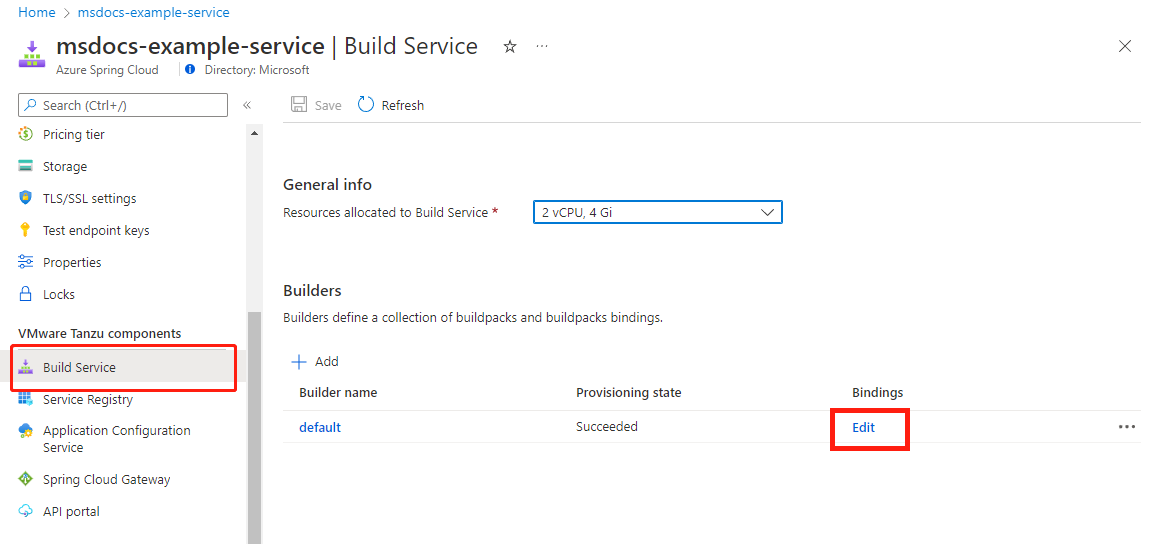 Home > msdocs-example-service
msdocs-example-service | Build Service
Azure Spring Cloud Directory: Microsoft
Search (Ctrl+/)
Save Refresh
Pricing tier
Storage
TLS/SSL settings
Test endpoint keys
Properties
Locks
VMware Tanzu components
Build Service
Service Registry
Application Configuration
Service
Spring Cloud Gateway
API portal
General info
Resources allocated to Build Service * 2 vCPU, 4 Gi
Builders
Builders define a collection of buildpacks and buildpacks bindings.
Add
Builder name Provisioning state Bindings
default Succeeded Edit